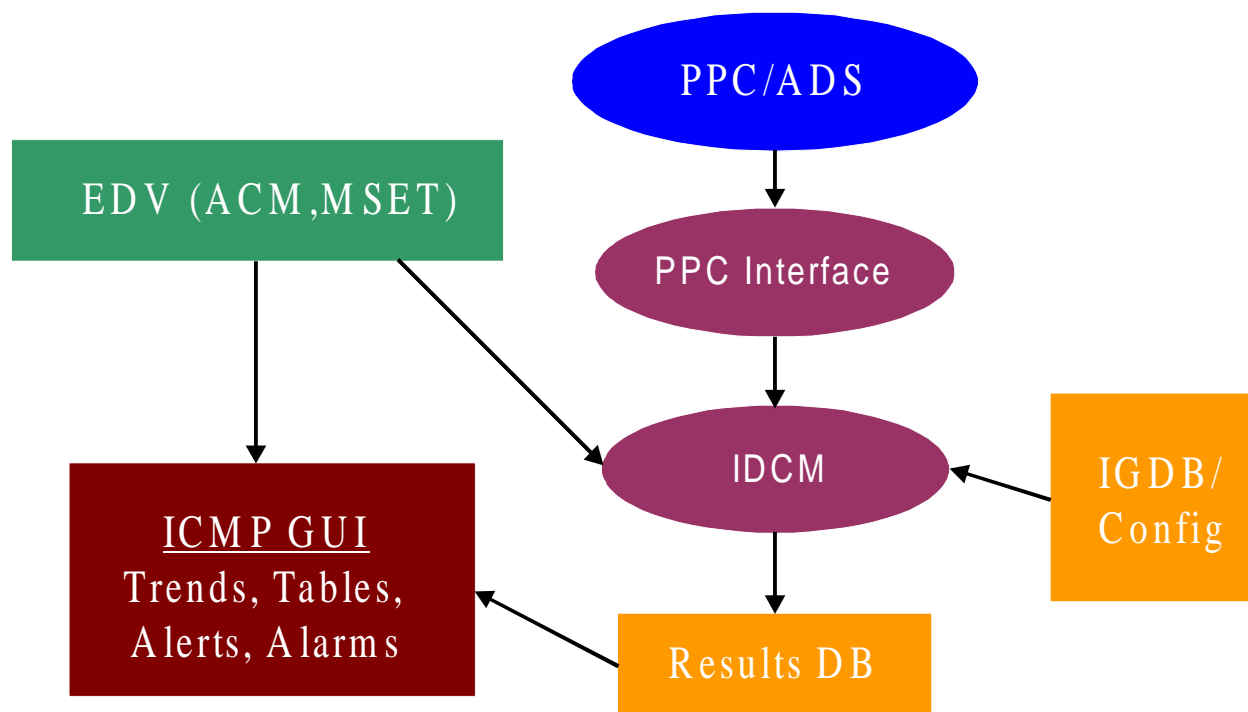 PPC/ADS
EDV (ACM,MSET)
PPC Interface
IDCM
IGDB/
Config
ICMP GUI
Trends, Tables,
Alerts, Alarms
Results DB